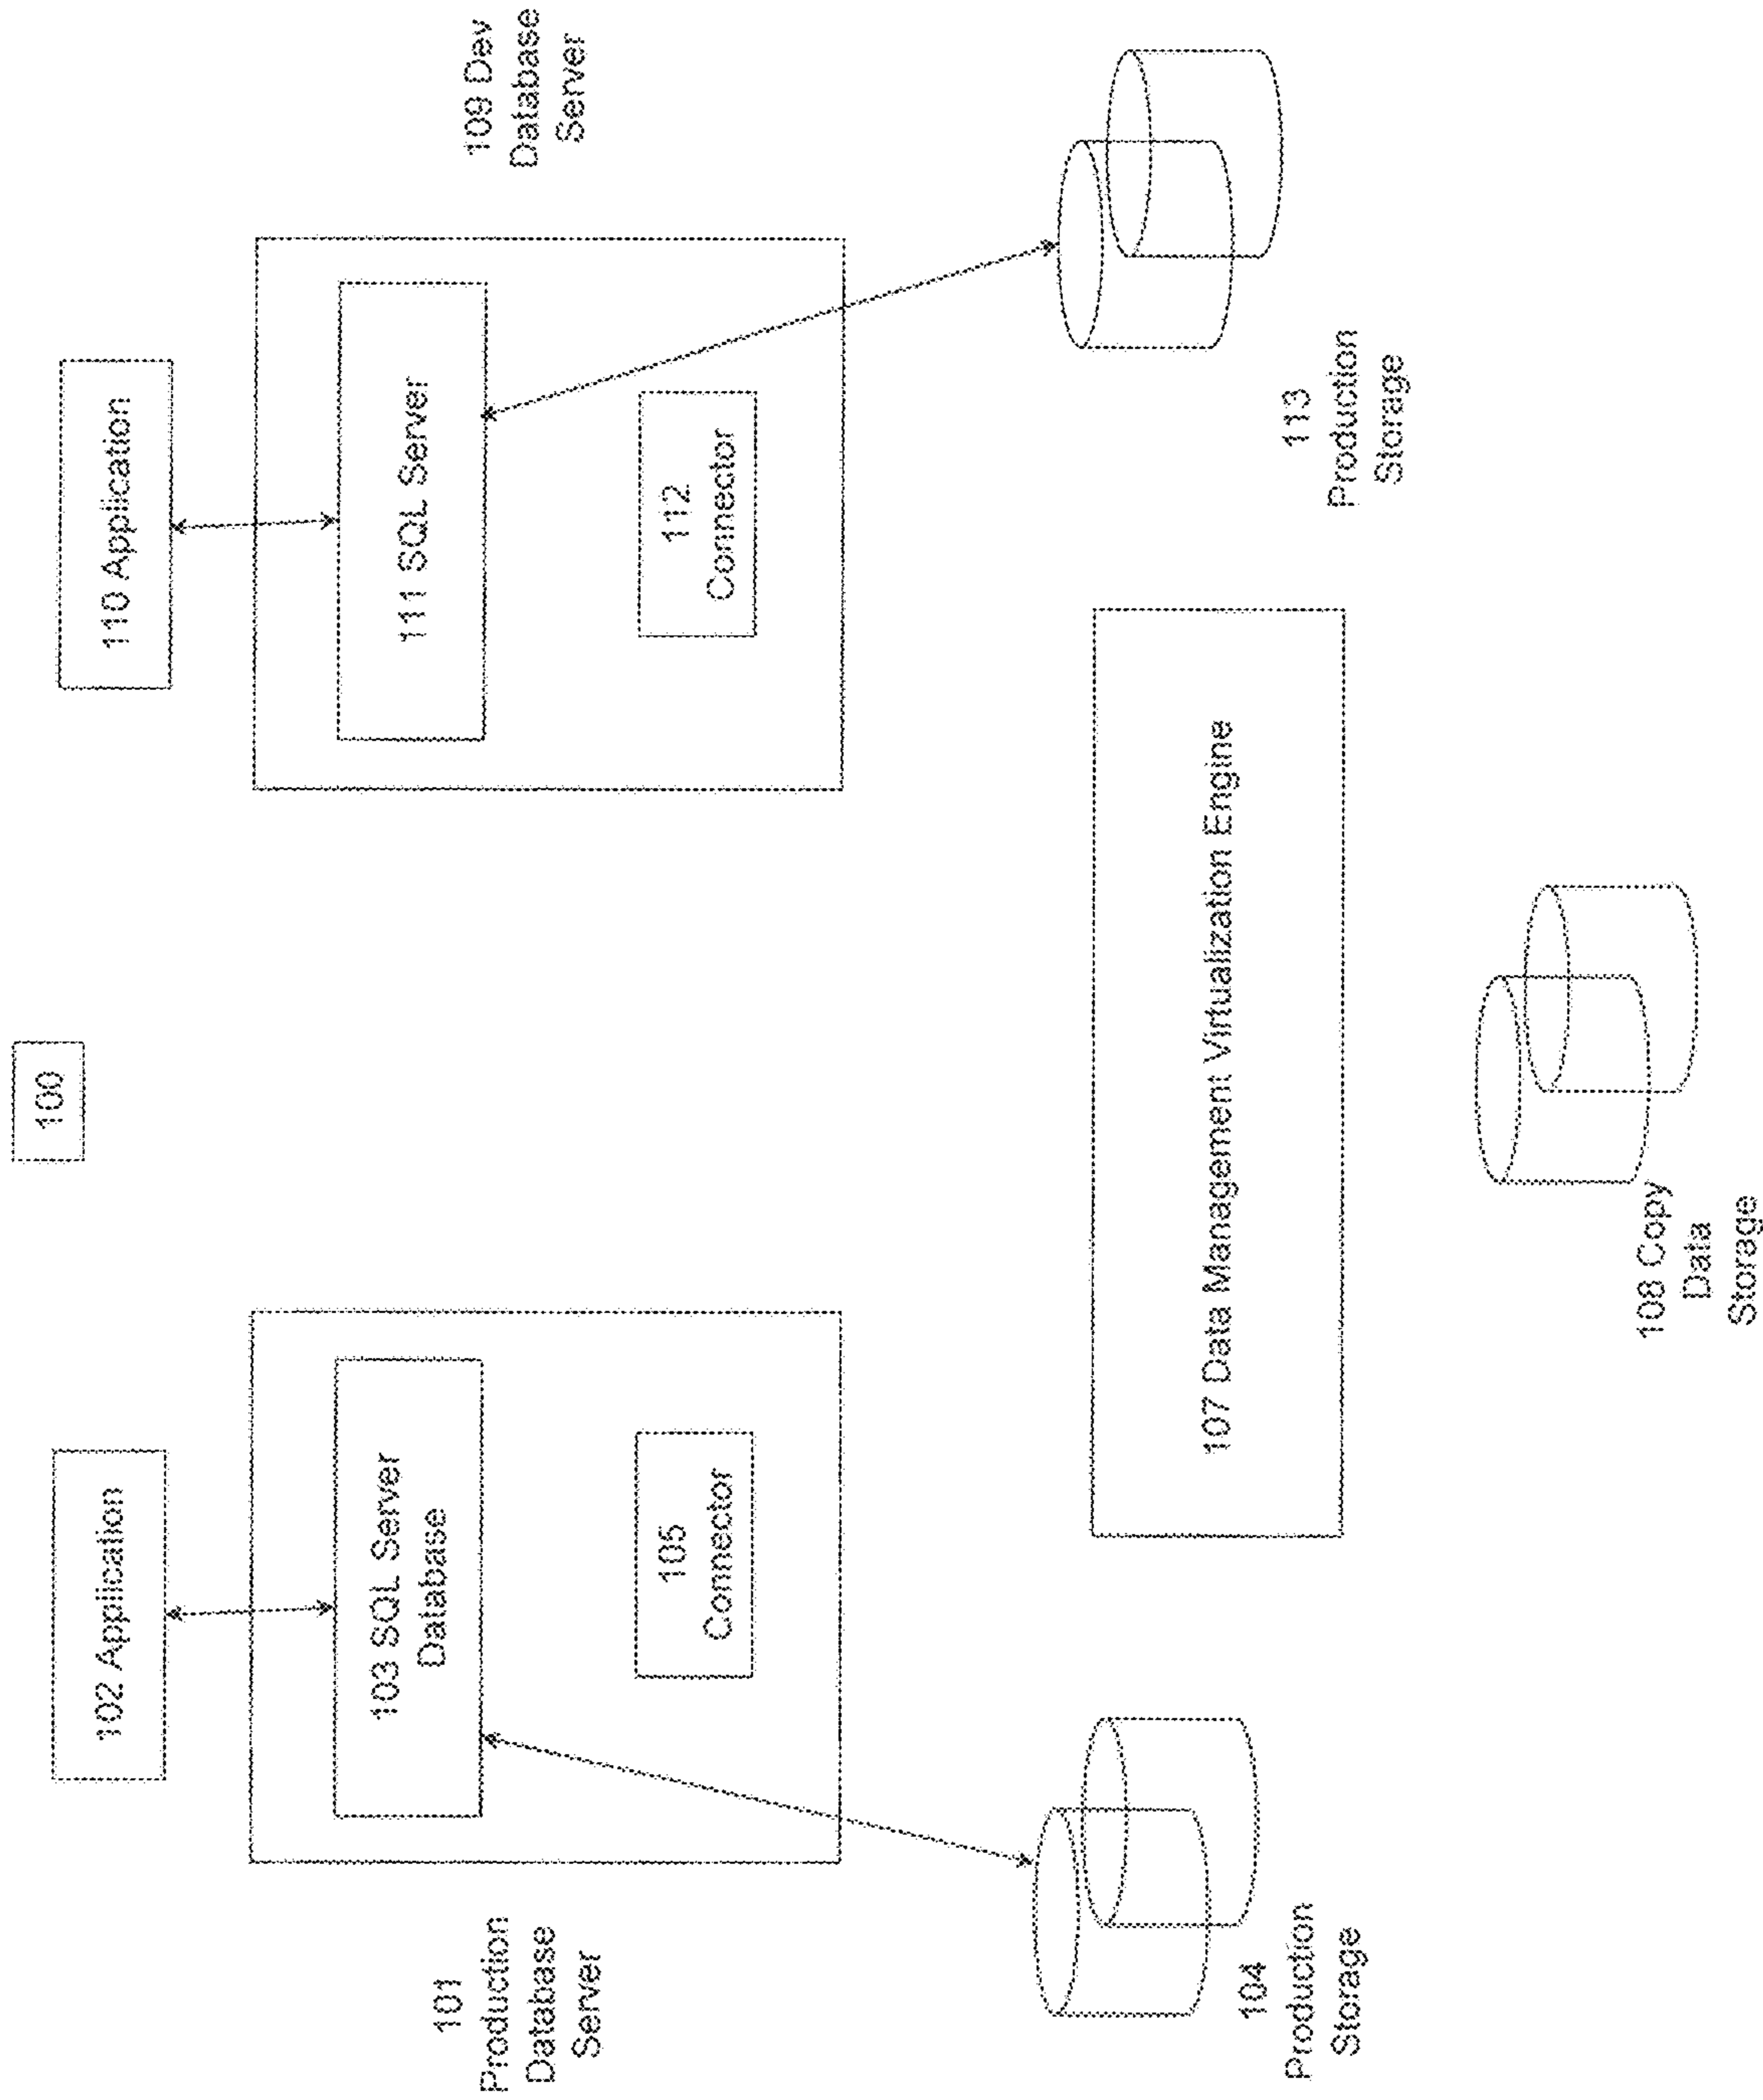 100
102 Application
110 Application
101
Production
Database
Server
103 SQL Server
Database
105
Connector
111 SQL Server
112
Connector
109 Dev
Database
Server
104
Production
Storage
107 Data Management Virtualization Engine
113
Production
Storage
108 Copy
Data
Storage